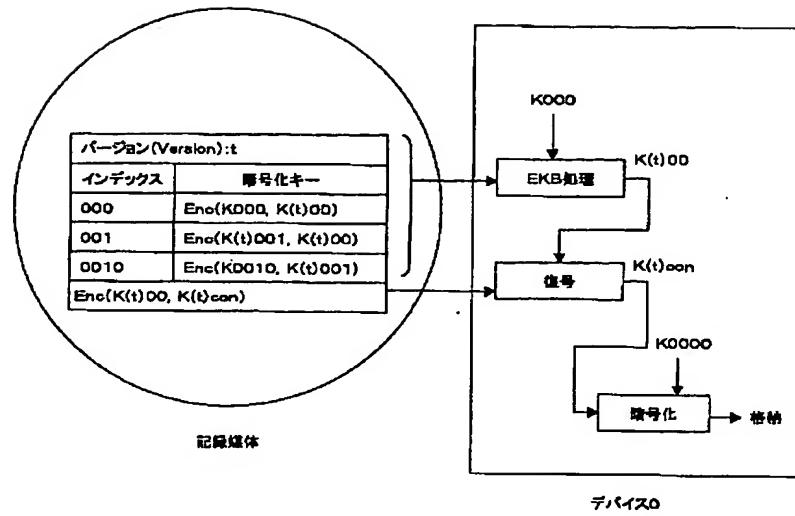 バージョン(Version):t
インデックス 暗号化キー
000 Enc(K000, K(t)00)
001 Enc(K(t)001, K(t)00)
0010 Enc(K0010, K(t)001)
Enc(K(t)00, K(t)con)
記録媒体
K000
EKB処理
K(t)00
復号
K(t)con
K0000
暗号化
格納
デバイス0